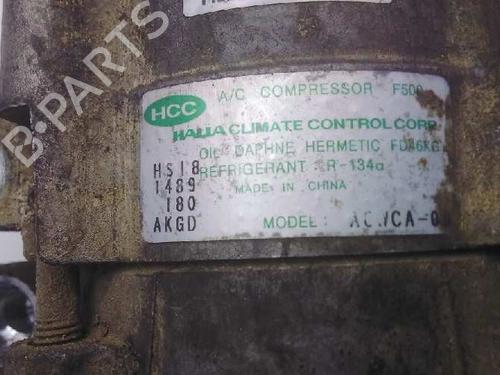 HCC
A/C COMPRESSOR F500
HALLA CLIMATE CONTROL CORP
OIL DAPHNE HERMETIC FD46XG
REFRIGERANT R-134a
MADE IN CHINA
MODEL:
HS18
1489
180
AKGD
B-PARTS